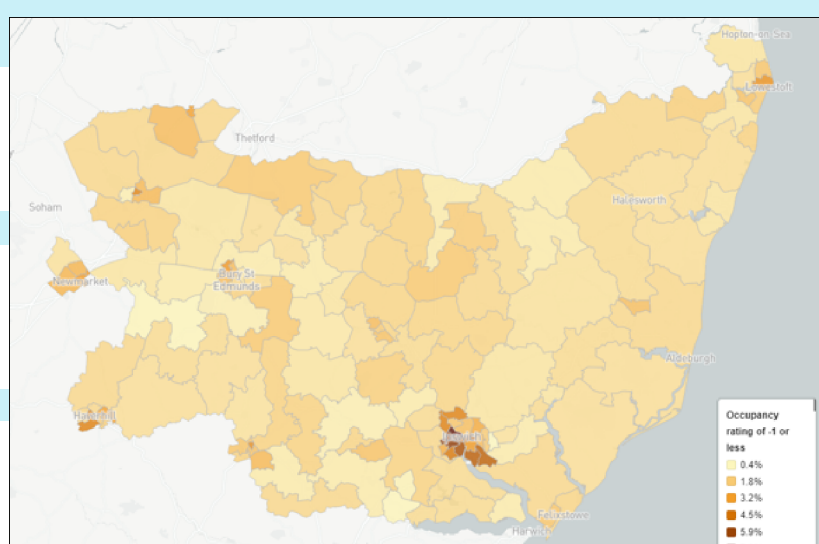 Hopton-on-Sea
Lowestoft
Thetford
Soham
Halesworth
Newmarket
Bury St
Edmunds
Aldeburgh
Haverhill
Ipswich
Felixstowe
Harwich
Occupancy
rating of -1 or
less
0.4%
1.8%
3.2%
4.5%
5.9%